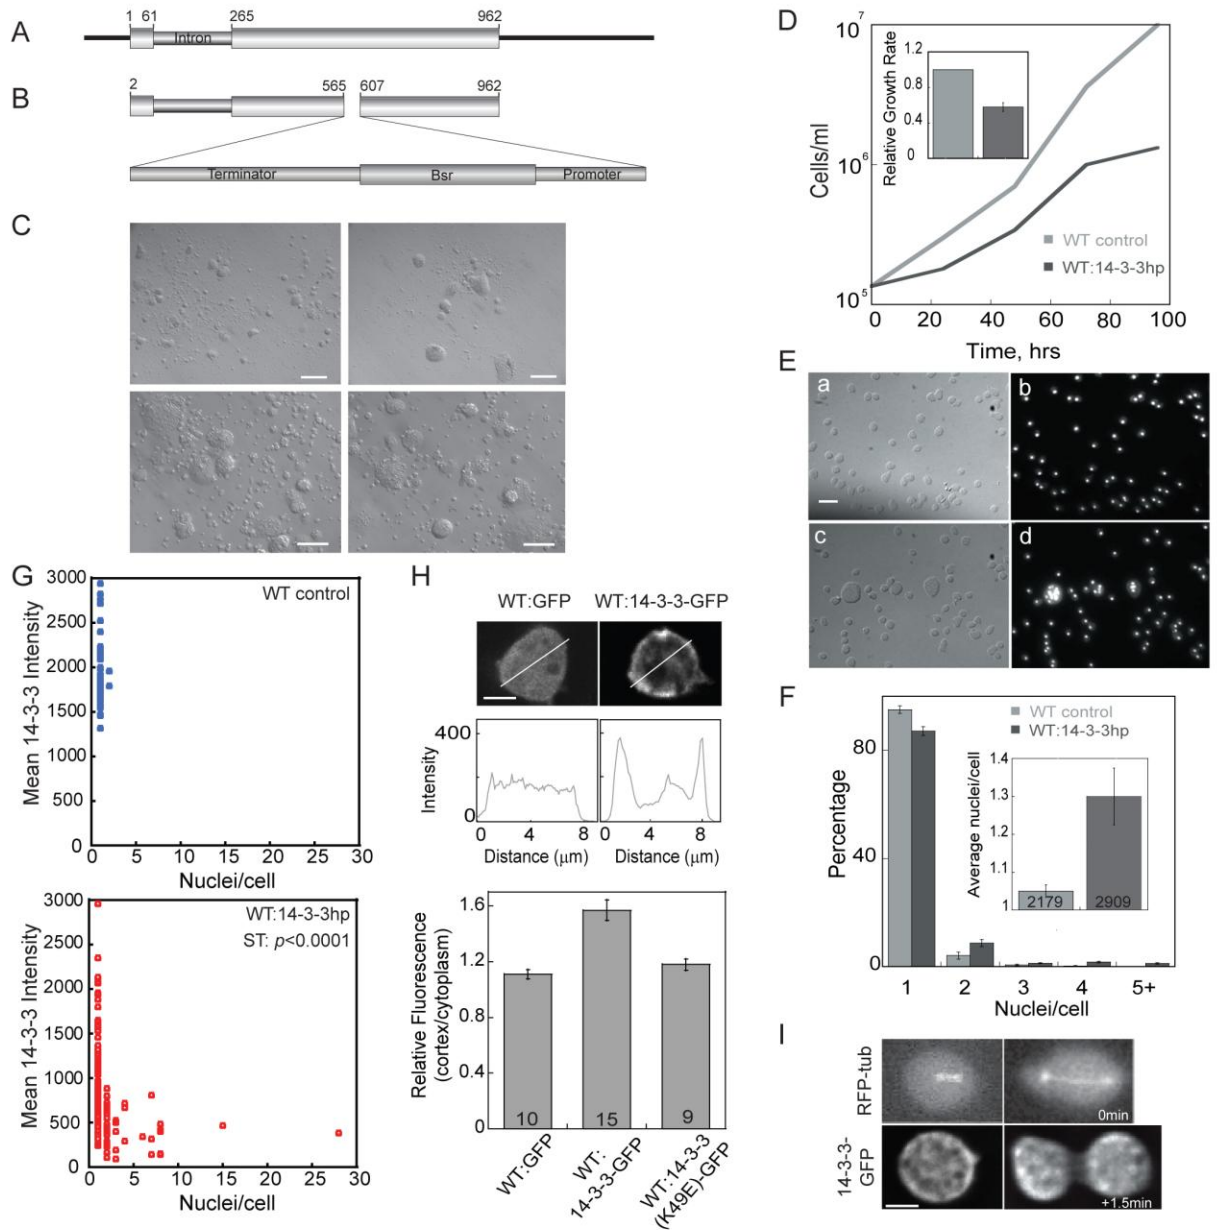 A
1 61 265 962
Intron
B
2 565 607 962
Terminator Bsr Promoter
C
D
Cells/ml
10⁷
10⁶
10⁵
0 20 40 60 80 100
Time, hrs
Relative Growth Rate
1.2
0.8
0.4
0
WT control
WT:14-3-3hp
E
a
b
c
d
F
Percentage
80
40
0
1 2 3 4 5+
Nuclei/cell
WT control
WT:14-3-3hp
Average nuclei/cell
1.4
1.3
1.2
1.1
1
2179 2909
G
WT control
Mean 14-3-3 Intensity
3000
2500
2000
1500
1000
500
0
0 5 10 15 20 25 30
Nuclei/cell
WT:14-3-3hp
ST: p<0.0001
Mean 14-3-3 Intensity
3000
2500
2000
1500
1000
500
0
0 5 10 15 20 25 30
Nuclei/cell
H
WT:GFP WT:14-3-3-GFP
Intensity
400
0
0 4 8
Distance (μm)
0 4 8
Distance (μm)
Relative Fluorescence
(cortex/cytoplasm)
1.6
1.2
0.8
0.4
0
10 15 9
WT:GFP
WT:
14-3-3-GFP
WT:14-3-3
(K49E)-GFP
I
RFP-tub
0min
14-3-3-
GFP
+1.5min